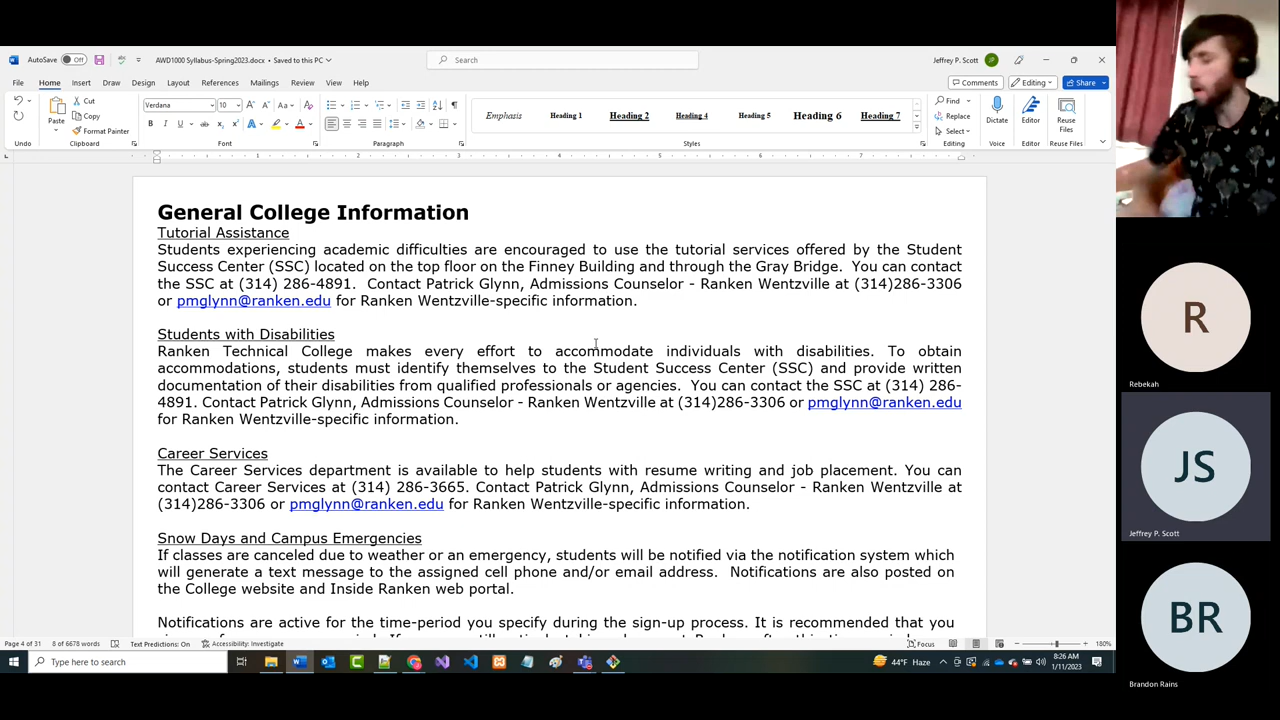 AutoSave Off AWD1000 Syllabus-Spring2023.docx • Saved to this PC Search Jeffrey P. Scott
File Home Insert Draw Design Layout References Mailings Review View Help Comments Editing Share
Cut
Copy
Format Painter
Paste
Verdana 10
Emphasis Heading 1 Heading 2 Heading 4 Heading 5 Heading 6 Heading 7
Find
Replace
Select
Dictate Editor Reuse Files
Undo Clipboard Font Paragraph Styles Editing Voice Editor Reuse Files
General College Information
Tutorial Assistance
Students experiencing academic difficulties are encouraged to use the tutorial services offered by the Student
Success Center (SSC) located on the top floor on the Finney Building and through the Gray Bridge. You can contact
the SSC at (314) 286-4891. Contact Patrick Glynn, Admissions Counselor - Ranken Wentzville at (314)286-3306
or pmglynn@ranken.edu for Ranken Wentzville-specific information.
Students with Disabilities
Ranken Technical College makes every effort to accommodate individuals with disabilities. To obtain
accommodations, students must identify themselves to the Student Success Center (SSC) and provide written
documentation of their disabilities from qualified professionals or agencies. You can contact the SSC at (314) 286-
4891. Contact Patrick Glynn, Admissions Counselor - Ranken Wentzville at (314)286-3306 or pmglynn@ranken.edu
for Ranken Wentzville-specific information.
Career Services
The Career Services department is available to help students with resume writing and job placement. You can
contact Career Services at (314) 286-3665. Contact Patrick Glynn, Admissions Counselor - Ranken Wentzville at
(314)286-3306 or pmglynn@ranken.edu for Ranken Wentzville-specific information.
Snow Days and Campus Emergencies
If classes are canceled due to weather or an emergency, students will be notified via the notification system which
will generate a text message to the assigned cell phone and/or email address. Notifications are also posted on
the College website and Inside Ranken web portal.
Notifications are active for the time-period you specify during the sign-up process. It is recommended that you
Page 4 of 31 8 of 6678 words Text Predictions: On Accessibility: Investigate Focus 180%
Type here to search 44°F Haze 8:26 AM
1/11/2023
R
Rebekah
JS
Jeffrey P. Scott
BR
Brandon Rains